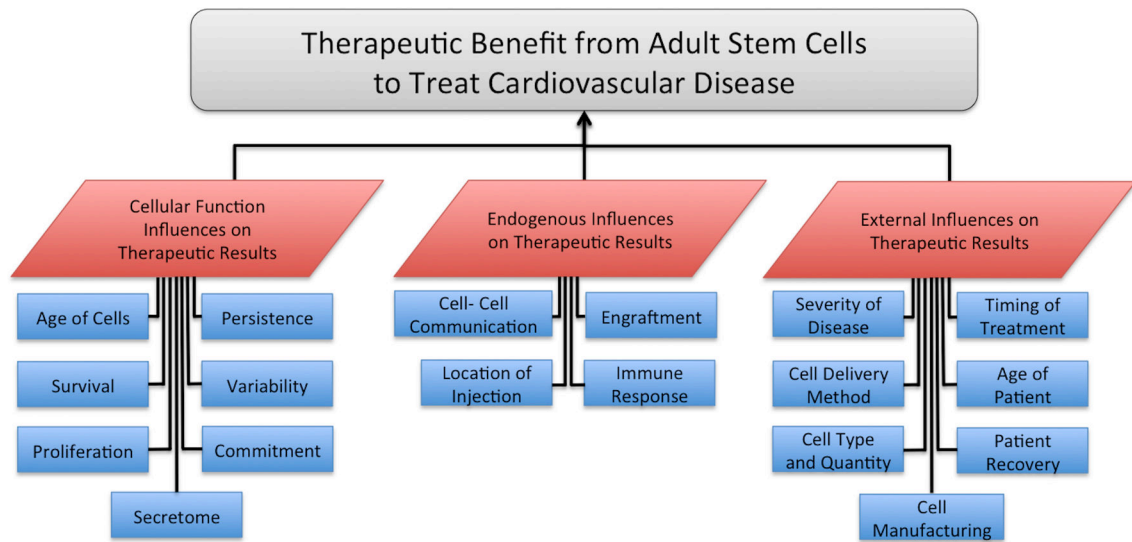 Therapeutic Benefit from Adult Stem Cells
to Treat Cardiovascular Disease
Cellular Function
Influences on
Therapeutic Results
Endogenous Influences
on Therapeutic Results
External Influences on
Therapeutic Results
Age of Cells
Persistence
Survival
Variability
Proliferation
Commitment
Secretome
Cell- Cell
Communication
Engraftment
Location of
Injection
Immune
Response
Severity of
Disease
Timing of
Treatment
Cell Delivery
Method
Age of
Patient
Cell Type
and Quantity
Patient
Recovery
Cell
Manufacturing